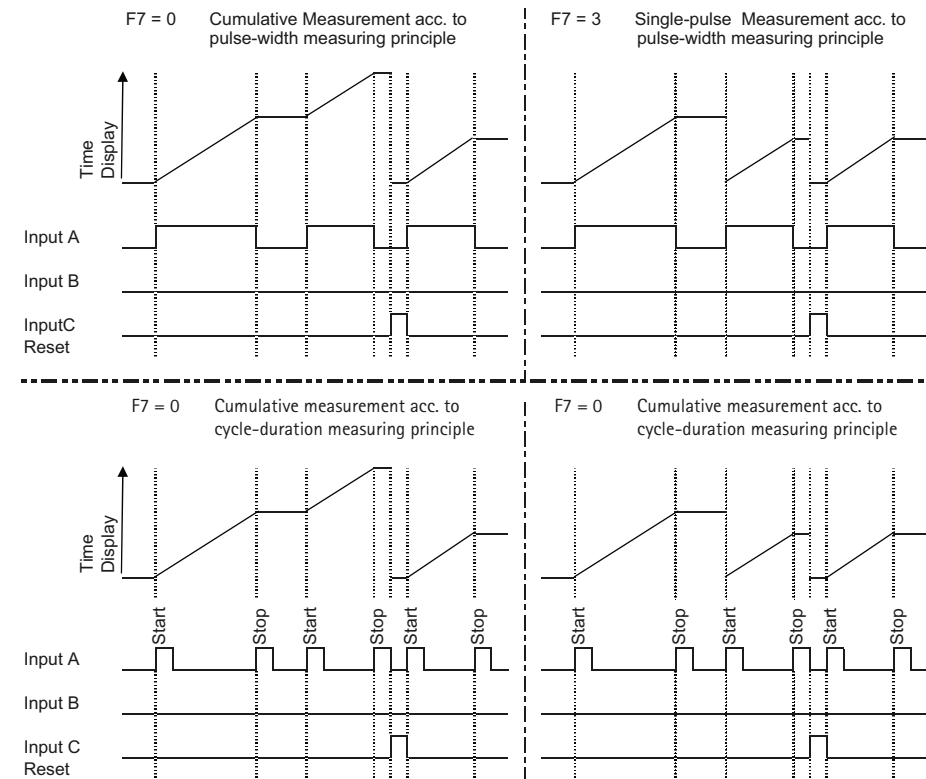 F7 = 0 Cumulative Measurement acc. to
pulse-width measuring principle
Time
Display
Input A
Input B
InputC
Reset
F7 = 3 Single-pulse Measurement acc. to
pulse-width measuring principle
F7 = 0 Cumulative measurement acc. to
cycle-duration measuring principle
Time
Display
Start
Stop
Start
Stop
Start
Stop
Input A
Input B
Input C
Reset
F7 = 0 Cumulative measurement acc. to
cycle-duration measuring principle
Start
Stop
Start
Stop
Start
Stop